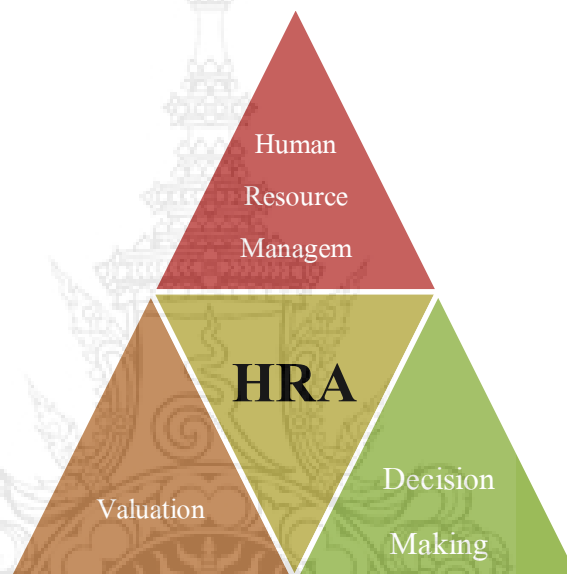 Human
Resource
Managem
HRA
Valuation
Decision
Making